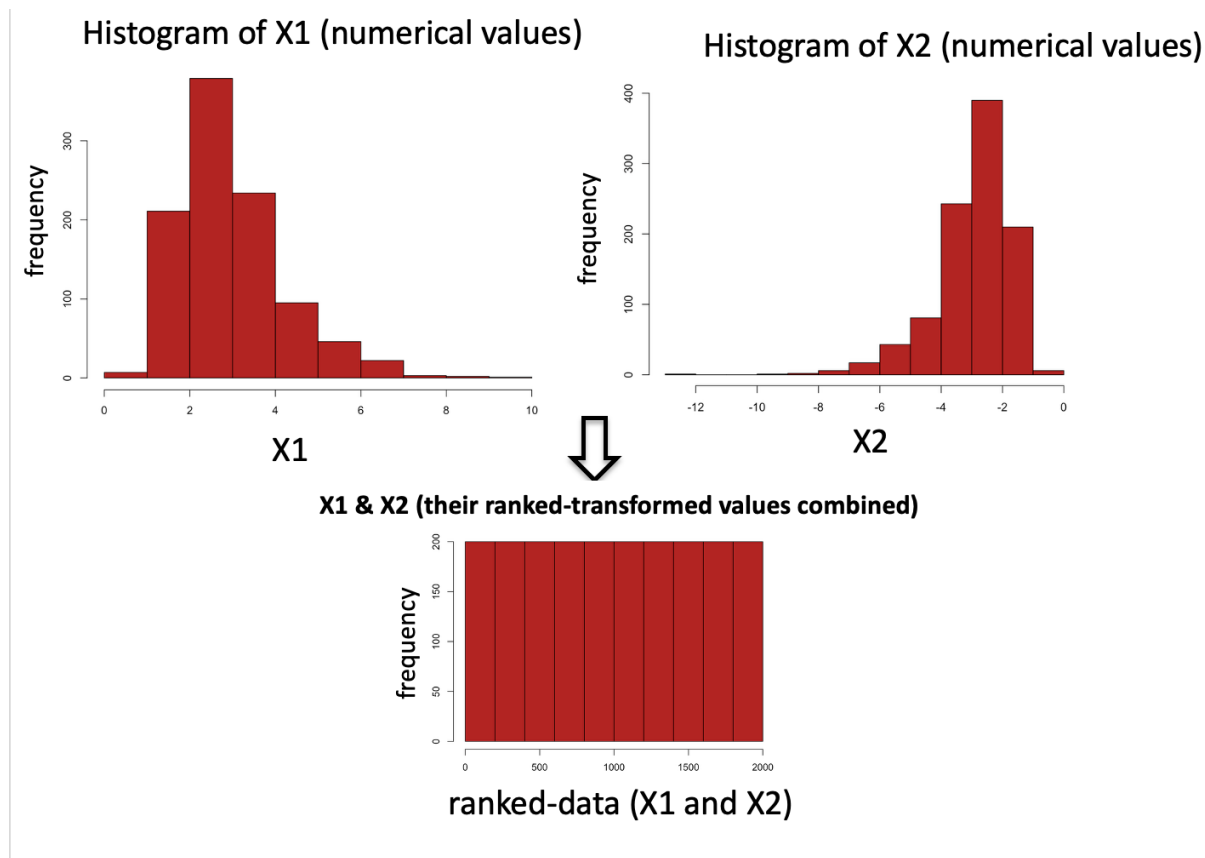 Histogram of X1 (numerical values)
Histogram of X2 (numerical values)
frequency
0
100
200
300
0 2 4 6 8 10
X1
frequency
0
100
200
300
400
-12 -10 -8 -6 -4 -2 0
X2
X1 & X2 (their ranked-transformed values combined)
frequency
0
50
100
150
200
0 500 1000 1500 2000
ranked-data (X1 and X2)